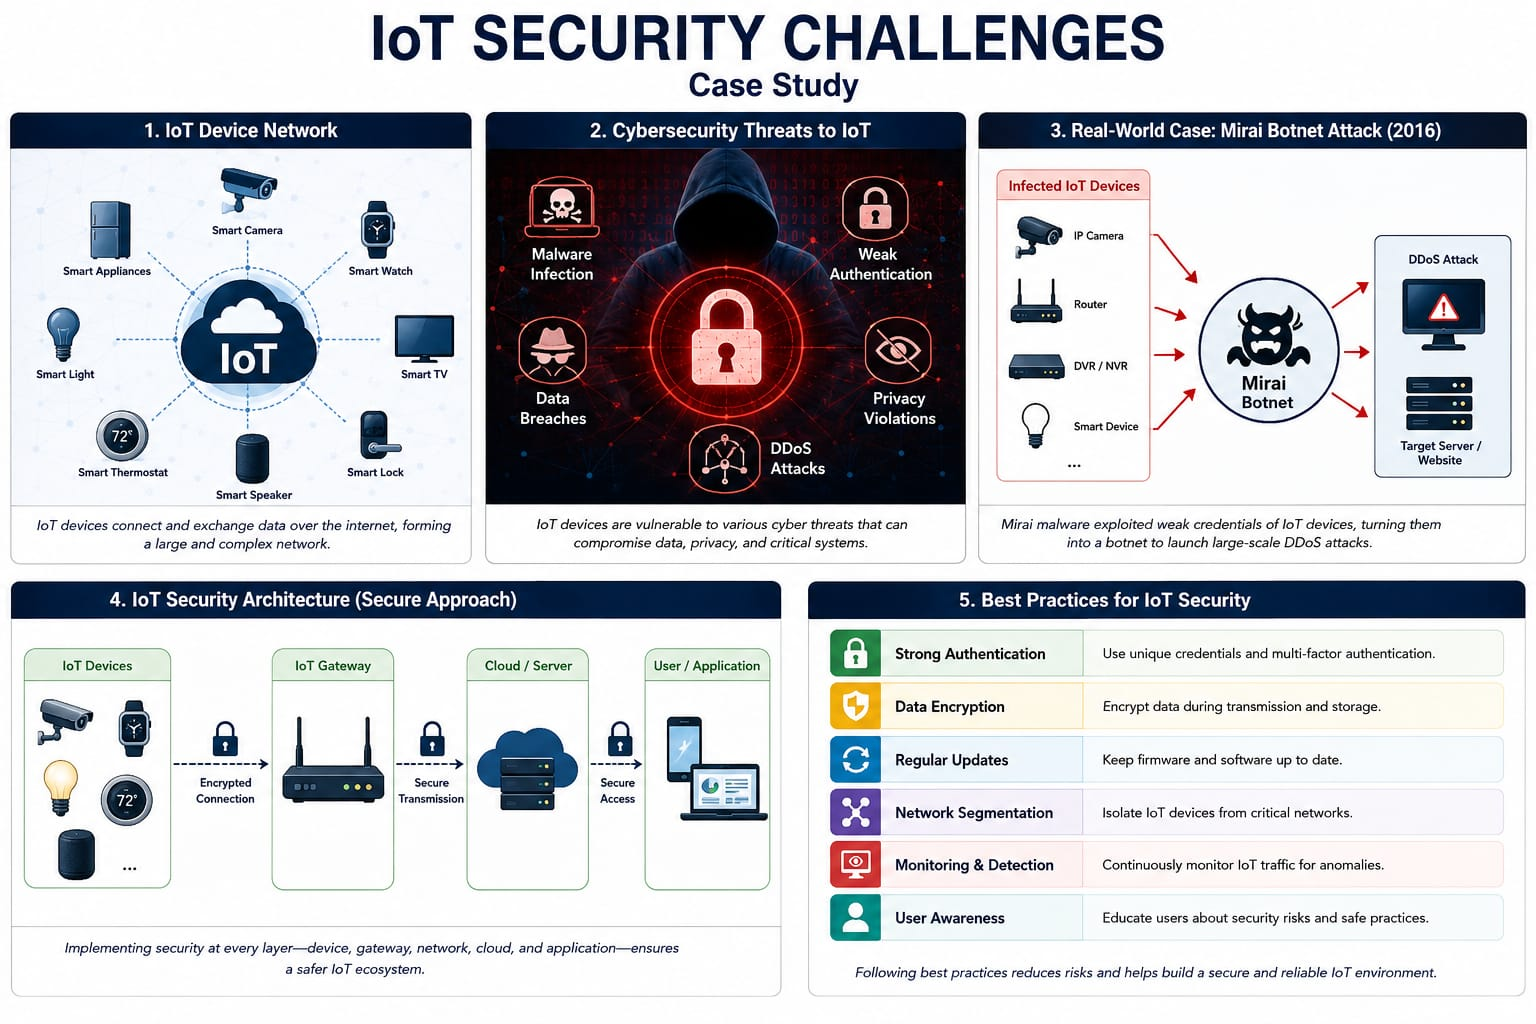 IoT SECURITY CHALLENGES
Case Study
1. IoT Device Network
Smart Camera
Smart Appliances
Smart Watch
Smart Light
IoT
Smart TV
72°
Smart Thermostat
Smart Lock
Smart Speaker
IoT devices connect and exchange data over the internet, forming
a large and complex network.
2. Cybersecurity Threats to IoT
Malware
Infection
Weak
Authentication
Data
Breaches
Privacy
Violations
DDoS
Attacks
IoT devices are vulnerable to various cyber threats that can
compromise data, privacy, and critical systems.
3. Real-World Case: Mirai Botnet Attack (2016)
Infected IoT Devices
IP Camera
Router
DVR / NVR
Smart Device
...
Mirai
Botnet
DDoS Attack
Target Server /
Website
Mirai malware exploited weak credentials of IoT devices, turning them
into a botnet to launch large-scale DDoS attacks.
4. IoT Security Architecture (Secure Approach)
IoT Devices
72°
...
Encrypted
Connection
IoT Gateway
Secure
Transmission
Cloud / Server
Secure
Access
User / Application
Implementing security at every layer—device, gateway, network, cloud, and application—ensures
a safer IoT ecosystem.
5. Best Practices for IoT Security
Strong Authentication
Use unique credentials and multi-factor authentication.
Data Encryption
Encrypt data during transmission and storage.
Regular Updates
Keep firmware and software up to date.
Network Segmentation
Isolate IoT devices from critical networks.
Monitoring & Detection
Continuously monitor IoT traffic for anomalies.
User Awareness
Educate users about security risks and safe practices.
Following best practices reduces risks and helps build a secure and reliable IoT environment.